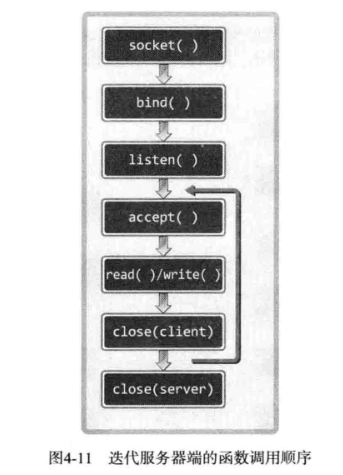 socket( )
bind( )
listen( )
accept( )
read( )/write( )
close(client)
close(server)
图4-11 迭代服务器端的函数调用顺序